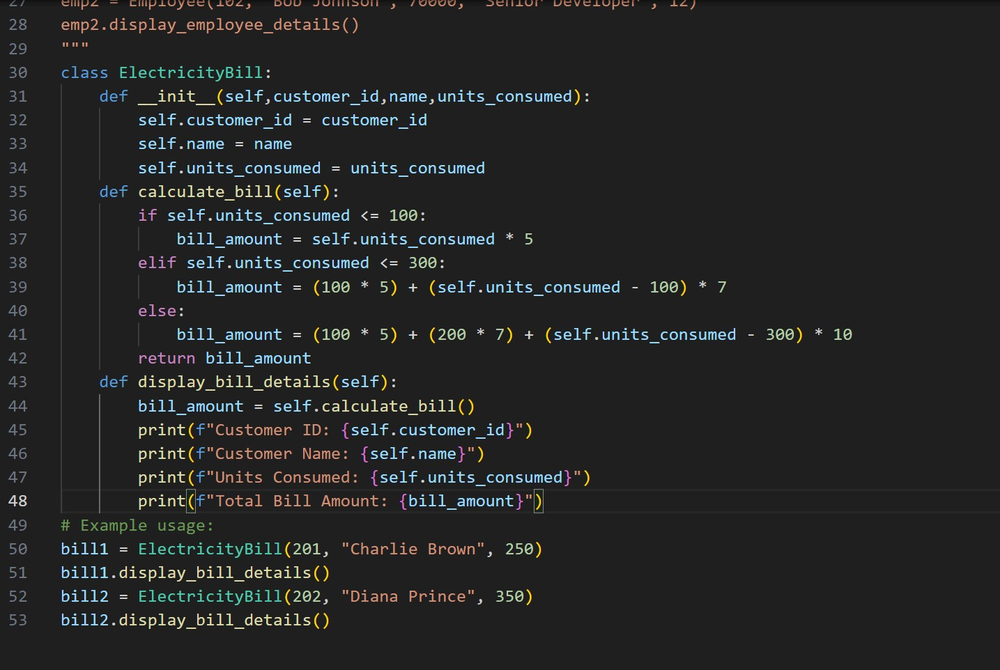 27 emp2 = Employee(102, "Bob Johnson", 70000, "Senior Developer", 12)
28 emp2.display_employee_details()
29 """
30 class ElectricityBill:
31     def __init__(self,customer_id,name,units_consumed):
32         self.customer_id = customer_id
33         self.name = name
34         self.units_consumed = units_consumed
35     def calculate_bill(self):
36         if self.units_consumed <= 100:
37             bill_amount = self.units_consumed * 5
38         elif self.units_consumed <= 300:
39             bill_amount = (100 * 5) + (self.units_consumed - 100) * 7
40         else:
41             bill_amount = (100 * 5) + (200 * 7) + (self.units_consumed - 300) * 10
42         return bill_amount
43     def display_bill_details(self):
44         bill_amount = self.calculate_bill()
45         print(f"Customer ID: {self.customer_id}")
46         print(f"Customer Name: {self.name}")
47         print(f"Units Consumed: {self.units_consumed}")
48         print(f"Total Bill Amount: {bill_amount}")
49 # Example usage:
50 bill1 = ElectricityBill(201, "Charlie Brown", 250)
51 bill1.display_bill_details()
52 bill2 = ElectricityBill(202, "Diana Prince", 350)
53 bill2.display_bill_details()